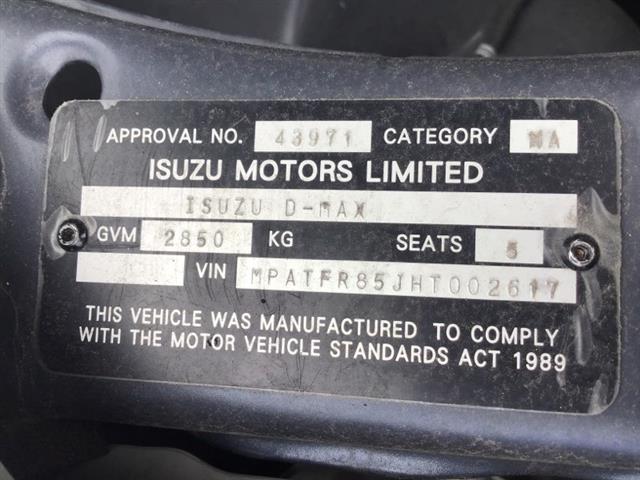 APPROVAL NO. 43971 CATEGORY NA
ISUZU MOTORS LIMITED
ISUZU D-MAX
GVM 2850 KG SEATS 5
VIN MPATFR85JHT002617
THIS VEHICLE WAS MANUFACTURED TO COMPLY
WITH THE MOTOR VEHICLE STANDARDS ACT 1989